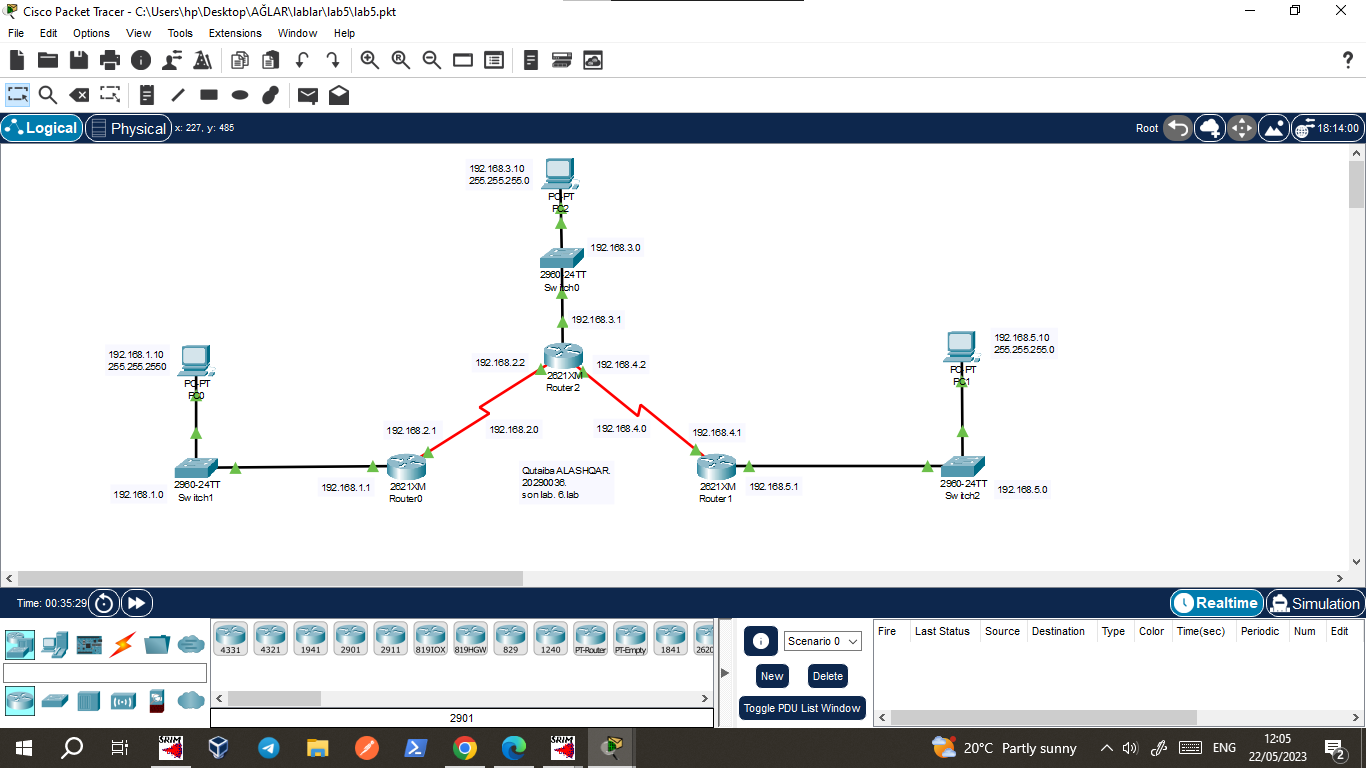 Cisco Packet Tracer - C:\Users\hp\Desktop\AĞLAR\lablar\lab5\lab5.pkt
File Edit Options View Tools Extensions Window Help
Logical Physical x: 227, y: 485 Root 18:14:00
192.168.3.10
255.255.255.0
PC-PT
PC2
192.168.3.0
2960-24TT
Switch0
192.168.3.1
192.168.2.2
192.168.4.2
2621XM
Router2
192.168.1.10
255.255.2550
PC-PT
PC0
192.168.5.10
255.255.255.0
PC-PT
PC1
192.168.2.1
192.168.2.0
192.168.4.0
192.168.4.1
2960-24TT
Switch1
192.168.1.0
192.168.1.1
2621XM
Router0
Qutaiba ALASHQAR.
20290036.
son lab. 6.lab
2621XM
Router1
192.168.5.1
2960-24TT
Switch2
192.168.5.0
Time: 00:35:29 Realtime Simulation
4331 4321 1941 2901 2911 819IOX 819HGW 829 1240 PT-Router PT-Empty 1841 2620
2901
Scenario 0
New Delete
Toggle PDU List Window
Fire Last Status Source Destination Type Color Time(sec) Periodic Num Edit
20°C Partly sunny ENG 12:05
22/05/2023 2